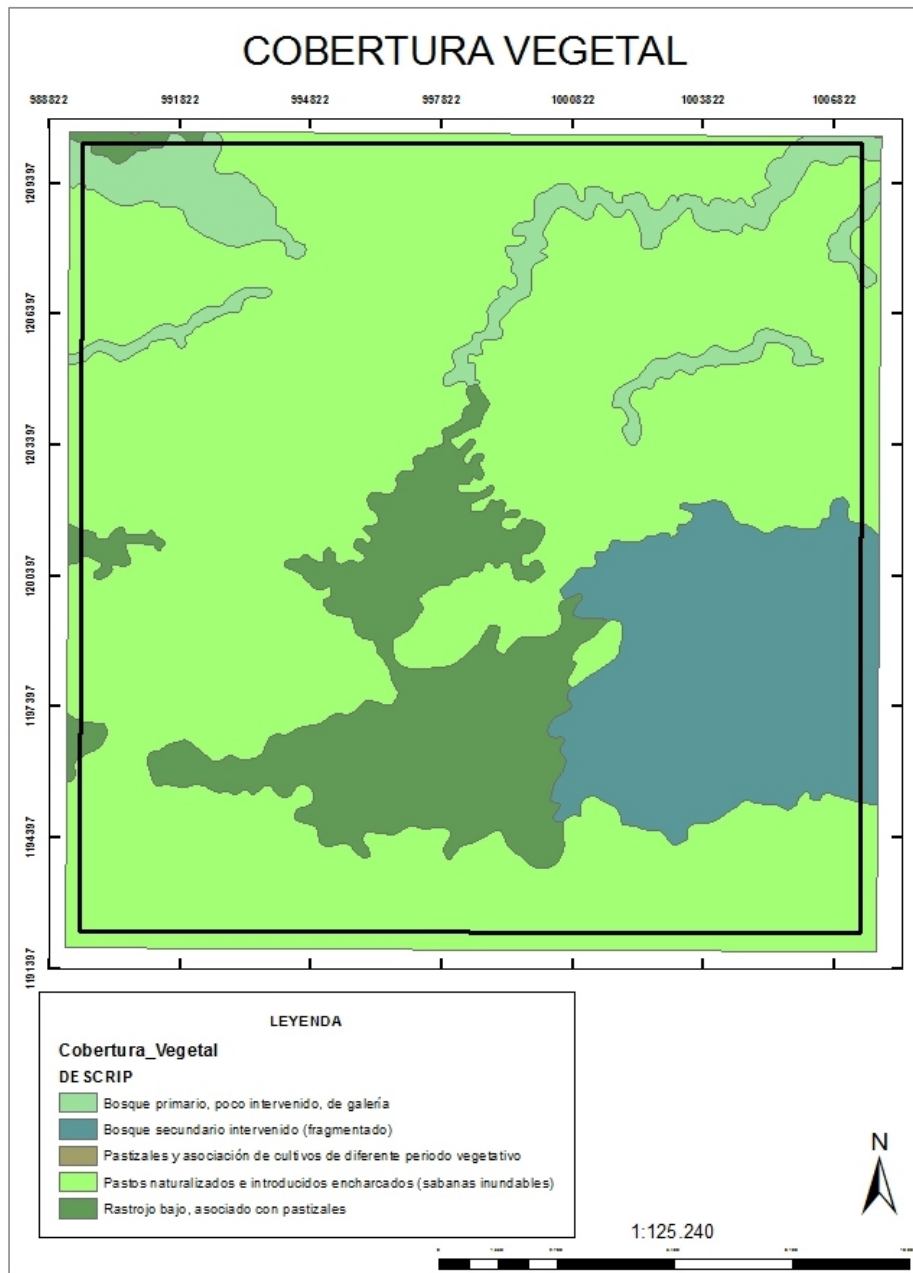 COBERTURA VEGETAL
988822 991822 994822 997822 1000822 1003822 1006822
1209397
1206397
1203397
1200397
1197397
1194397
1191397
LEYENDA
Cobertura_Vegetal
DESCRIP
Bosque primario, poco intervenido, de galería
Bosque secundario intervenido (fragmentado)
Pastizales y asociación de cultivos de diferente periodo vegetativo
Pastos naturalizados e introducidos encharcados (sabanas inundables)
Rastrojo bajo, asociado con pastizales
N
1:125.240